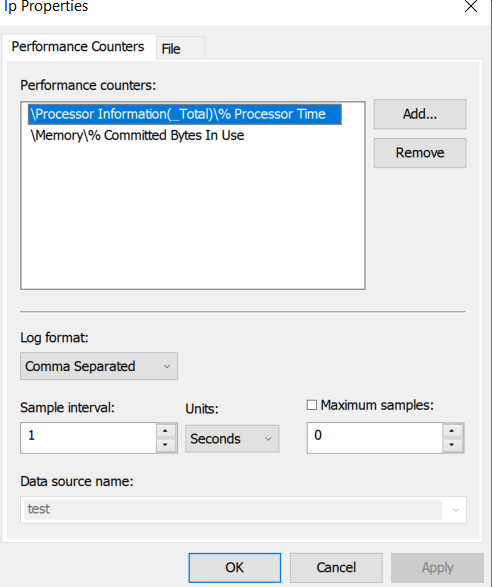 Ip Properties
Performance Counters File
Performance counters:
\Processor Information(_Total)\% Processor Time
\Memory\% Committed Bytes In Use
Add...
Remove
Log format:
Comma Separated
Sample interval:
Units:
Maximum samples:
1
Seconds
0
Data source name:
test
OK Cancel Apply